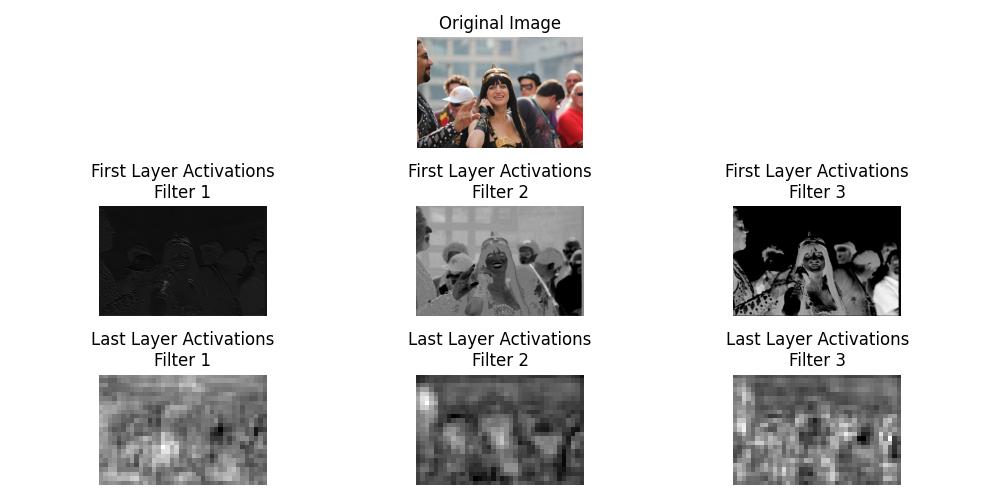 Original Image
First Layer Activations
Filter 1
First Layer Activations
Filter 2
First Layer Activations
Filter 3
Last Layer Activations
Filter 1
Last Layer Activations
Filter 2
Last Layer Activations
Filter 3